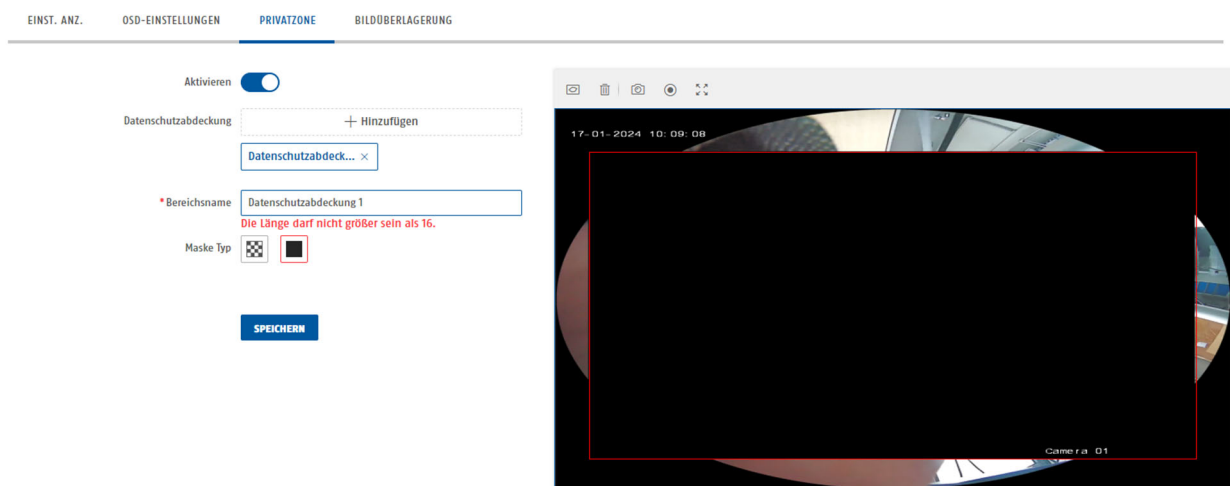 EINST. ANZ. OSD-EINSTELLUNGEN PRIVATZONE BILDÜBERLAGERUNG
Aktivieren
Datenschutzabdeckung + Hinzufügen
Datenschutzabdeck... ×
* Bereichsname Datenschutzabdeckung 1
Die Länge darf nicht größer sein als 16.
Maske Typ
SPEICHERN
17-01-2024 10:09:08
Camera 01